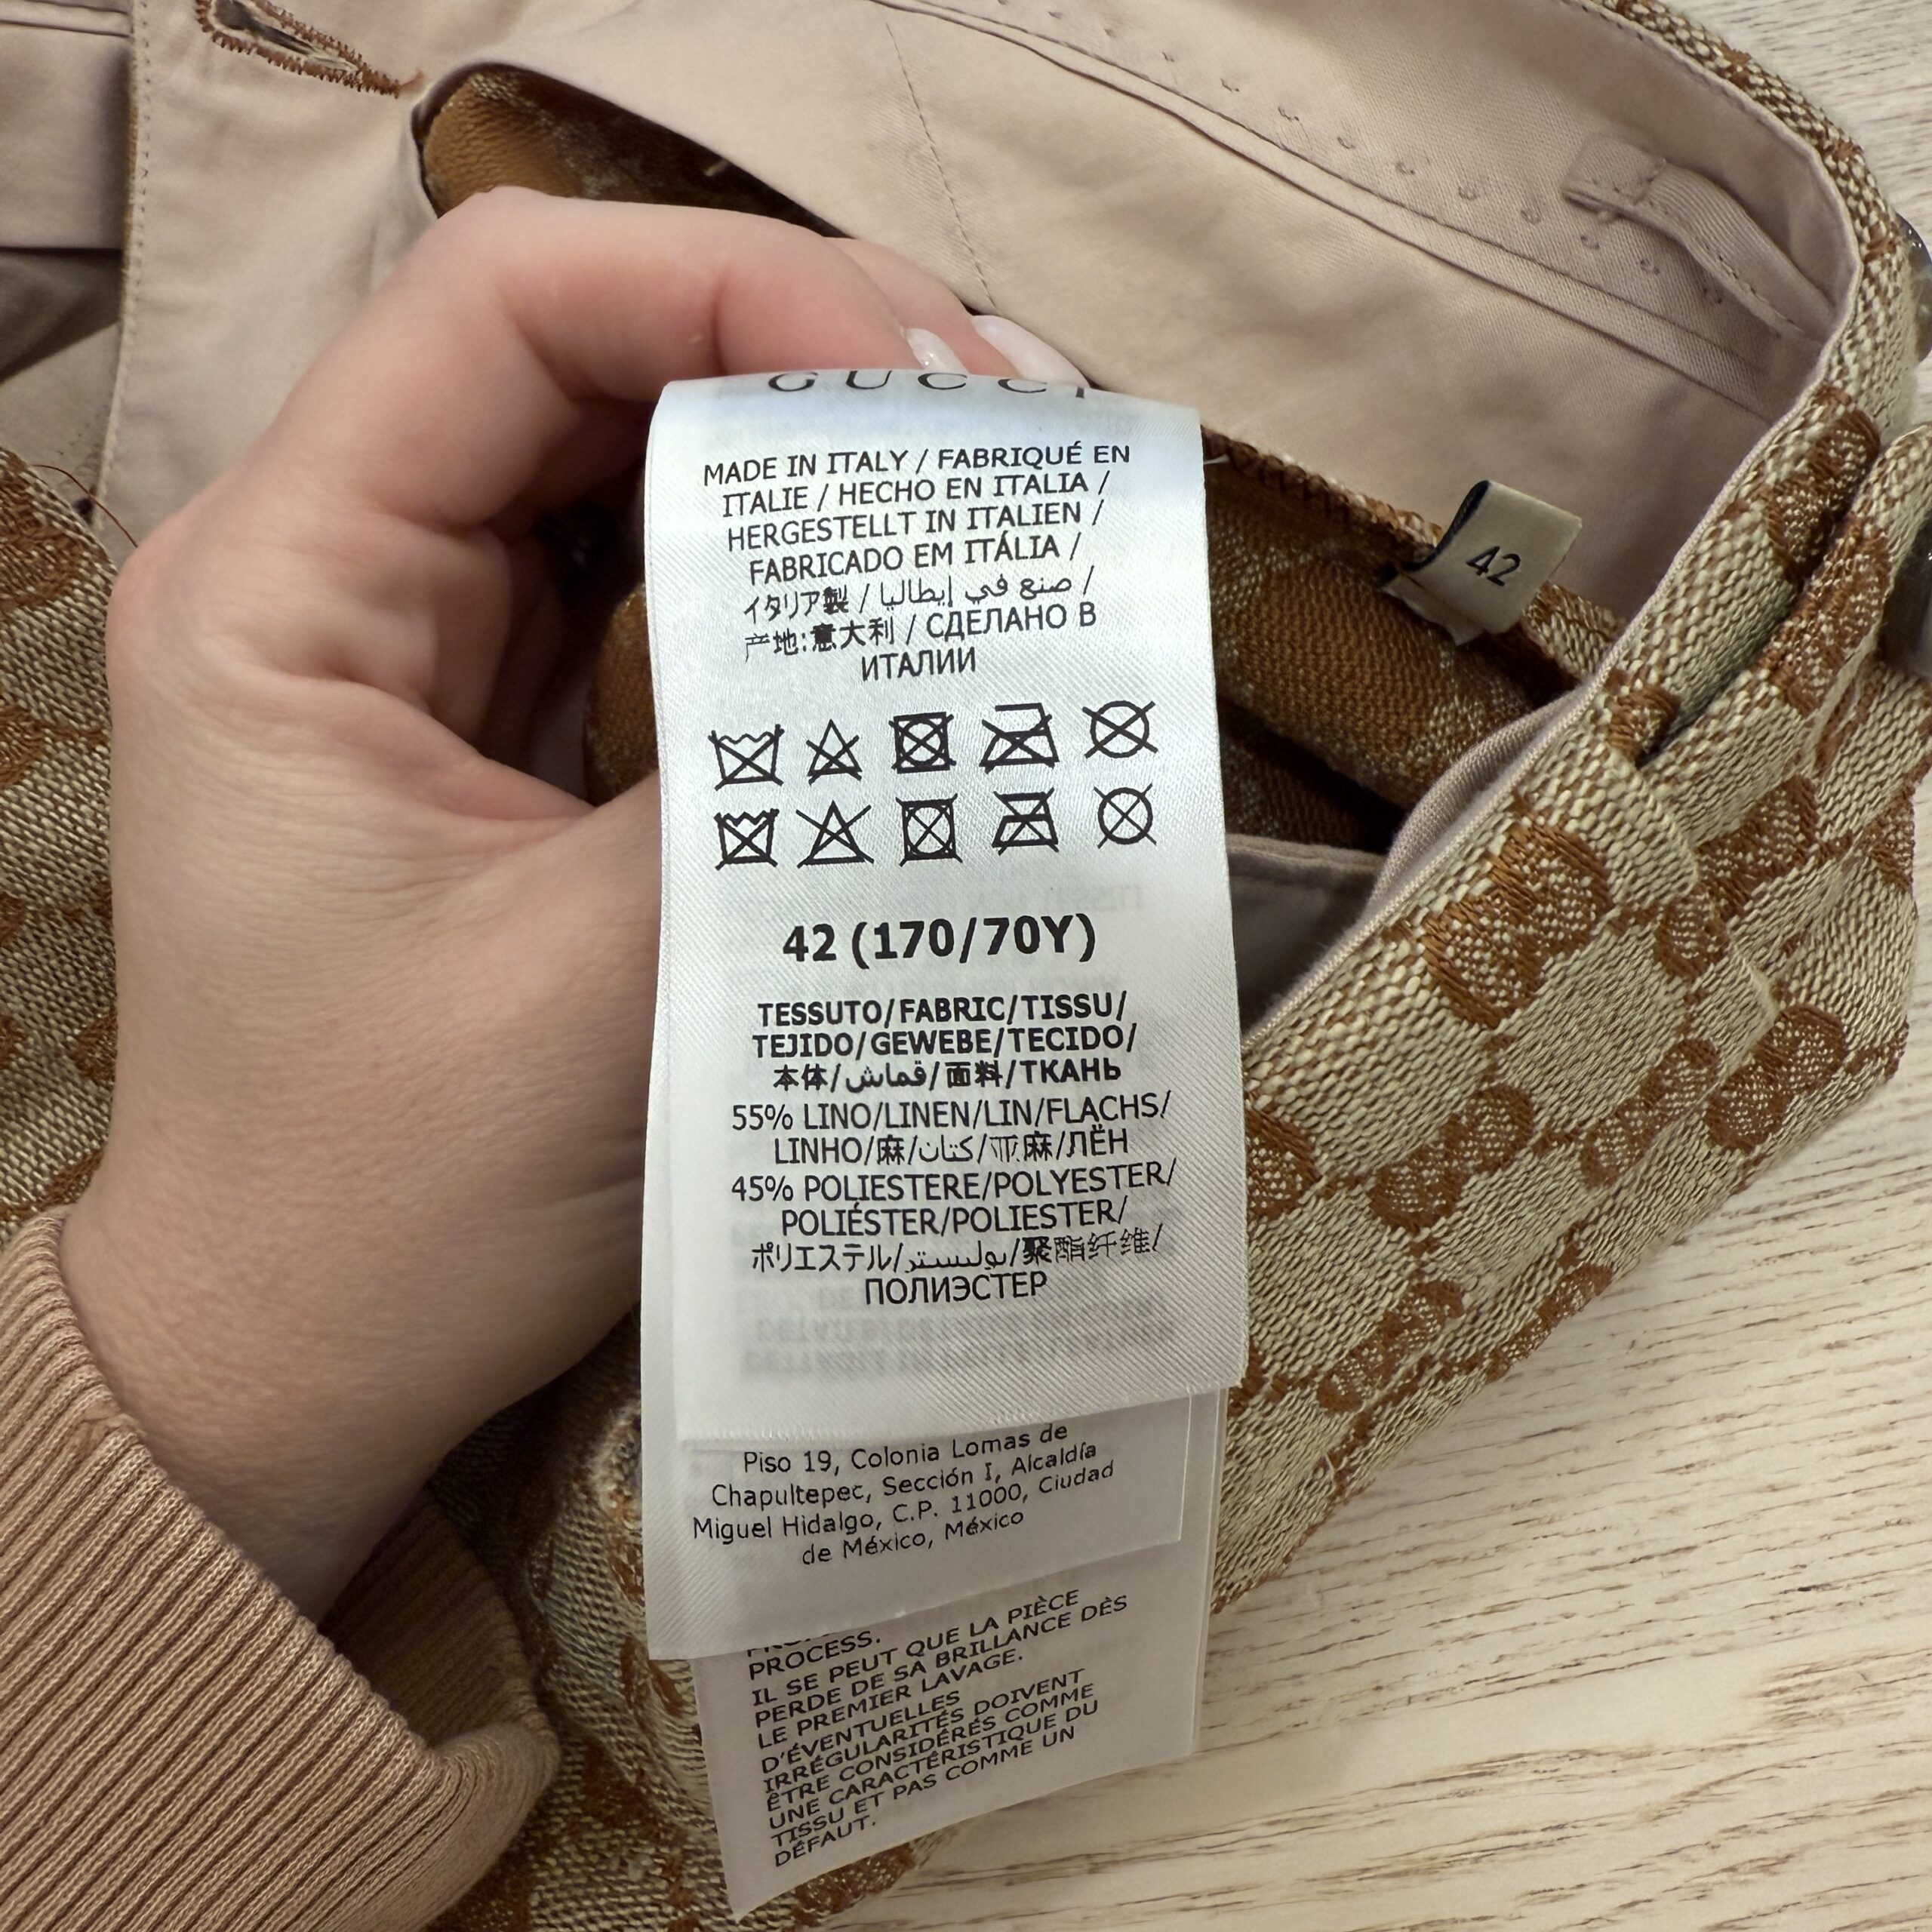 GUCCI
MADE IN ITALY / FABRIQUÉ EN
ITALIE / HECHO EN ITALIA /
HERGESTELLT IN ITALIEN /
FABRICADO EM ITÁLIA /
イタリア製 / صنع في إيطاليا /
产地:意大利 / СДЕЛАНО В
ИТАЛИИ
42 (170/70Y)
TESSUTO/FABRIC/TISSU/
TEJIDO/GEWEBE/TECIDO/
本体/قماش/面料/ТКАНЬ
55% LINO/LINEN/LIN/FLACHS/
LINHO/麻/كتان/亚麻/ЛЁН
45% POLIESTERE/POLYESTER/
POLIÉSTER/POLIESTER/
ポリエステル/بوليستر/聚酯纤维/
ПОЛИЭСТЕР
Piso 19, Colonia Lomas de
Chapultepec, Sección I, Alcaldía
Miguel Hidalgo, C.P. 11000, Ciudad
de México, México
PROCESS.
IL SE PEUT QUE LA PIÈCE
PERDE DE SA BRILLANCE DÈS
LE PREMIER LAVAGE.
D'ÉVENTUELLES
IRRÉGULARITÉS DOIVENT
ÊTRE CONSIDÉRÉS COMME
UNE CARACTÉRISTIQUE DU
TISSU ET PAS COMME UN
DÉFAUT.
42